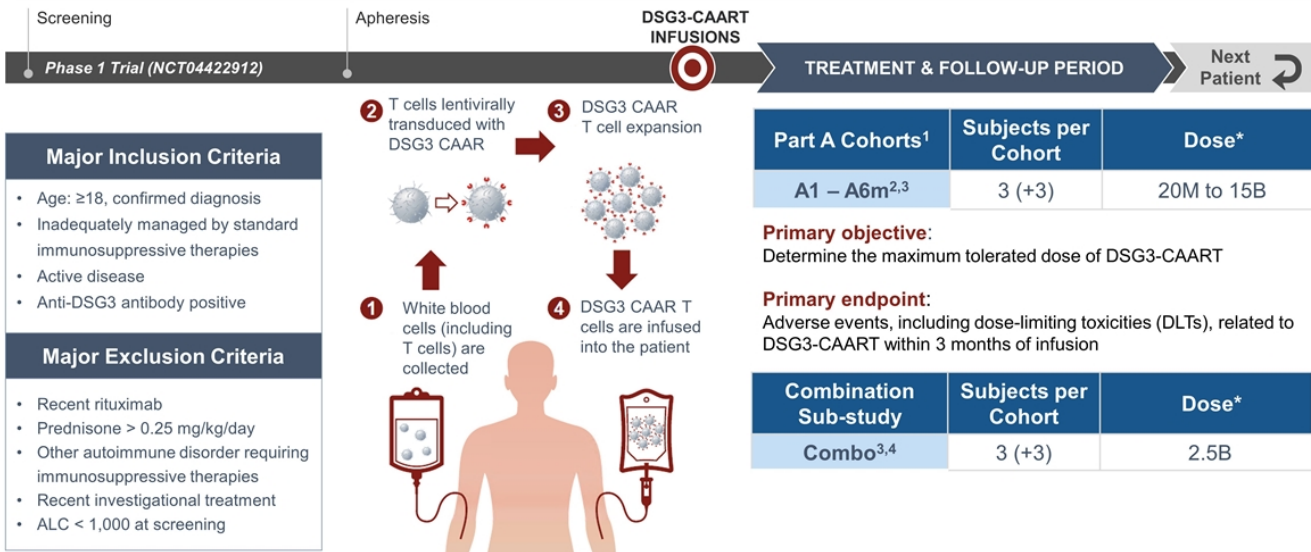 Screening
Apheresis
DSG3-CAART
INFUSIONS
Phase 1 Trial (NCT04422912)
TREATMENT & FOLLOW-UP PERIOD
Next
Patient
Major Inclusion Criteria
• Age: ≥18, confirmed diagnosis
• Inadequately managed by standard
immunosuppressive therapies
• Active disease
• Anti-DSG3 antibody positive
Major Exclusion Criteria
• Recent rituximab
• Prednisone > 0.25 mg/kg/day
• Other autoimmune disorder requiring
immunosuppressive therapies
• Recent investigational treatment
• ALC < 1,000 at screening
2 T cells lentivirally
transduced with
DSG3 CAAR
3 DSG3 CAAR
T cell expansion
1 White blood
cells (including
T cells) are
collected
4 DSG3 CAAR T
cells are infused
into the patient
Part A Cohorts¹ Subjects per
Cohort Dose*
A1 – A6m²,³ 3 (+3) 20M to 15B
Primary objective:
Determine the maximum tolerated dose of DSG3-CAART
Primary endpoint:
Adverse events, including dose-limiting toxicities (DLTs), related to
DSG3-CAART within 3 months of infusion
Combination
Sub-study Subjects per
Cohort Dose*
Combo³,⁴ 3 (+3) 2.5B